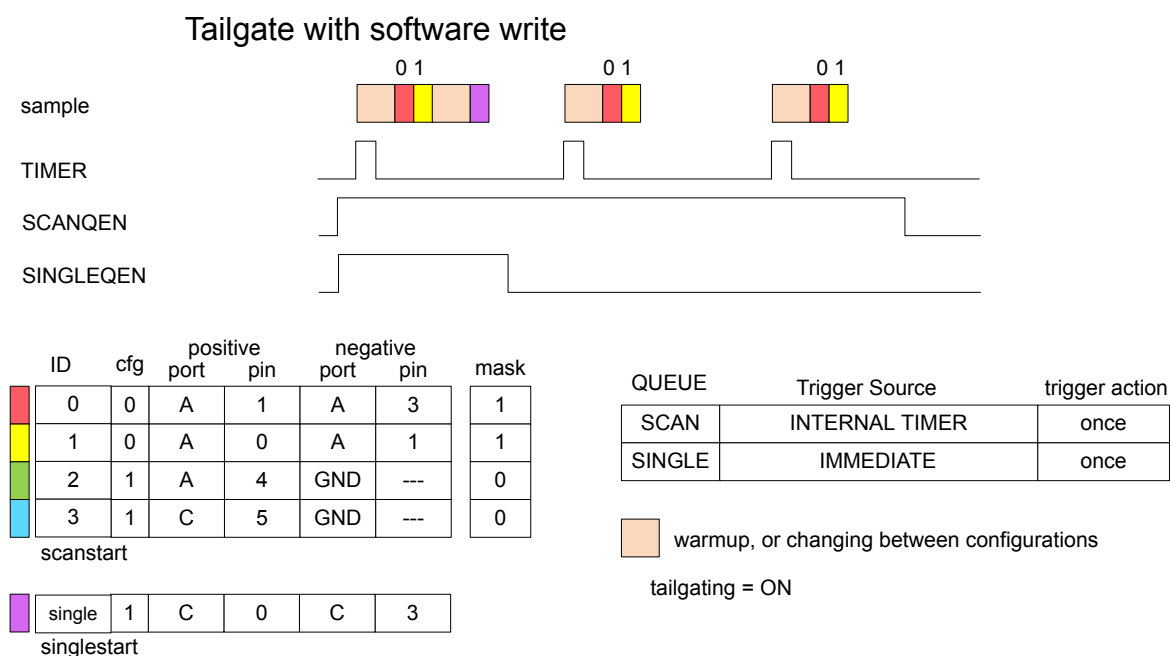 Tailgate with software write
0 1 0 1 0 1
sample
TIMER
SCANQEN
SINGLEQEN
positive negative
ID cfg port pin port pin mask
0 0 A 1 A 3 1
1 0 A 0 A 1 1
2 1 A 4 GND --- 0
3 1 C 5 GND --- 0
scanstart
single 1 C 0 C 3
singlestart
QUEUE Trigger Source trigger action
SCAN INTERNAL TIMER once
SINGLE IMMEDIATE once
warmup, or changing between configurations
tailgating = ON